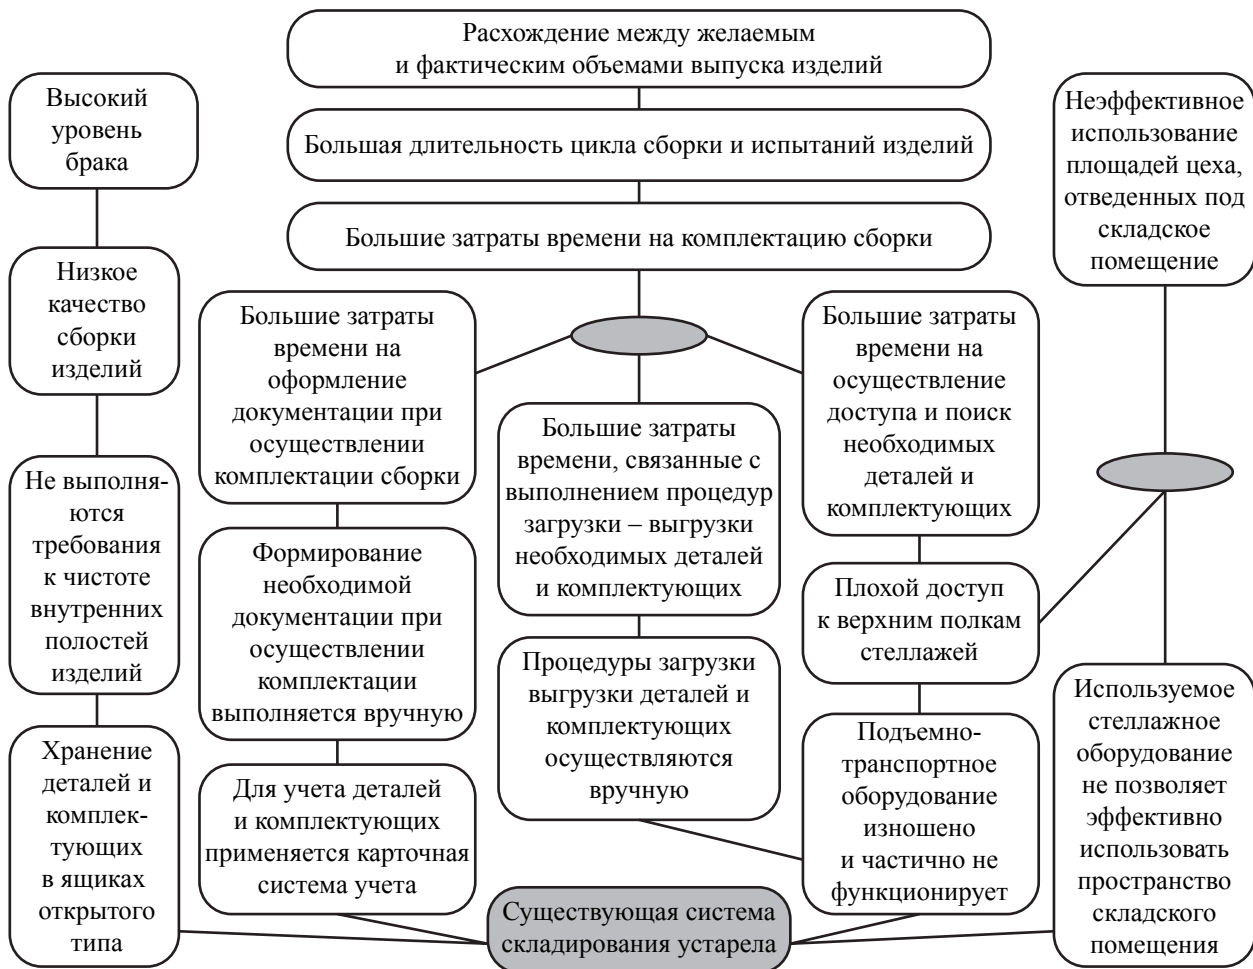 Расхождение между желаемым
и фактическим объемами выпуска изделий
Высокий
уровень
брака
Большая длительность цикла сборки и испытаний изделий
Неэффективное
использование
площадей цеха,
отведенных под
складское
помещение
Большие затраты времени на комплектацию сборки
Низкое
качество
сборки
изделий
Большие затраты
времени на
оформление
документации при
осуществлении
комплектации сборки
Большие затраты
времени на
осуществление
доступа и поиск
необходимых
деталей и
комплектующих
Большие затраты
времени, связанные с
выполнением процедур
загрузки – выгрузки
необходимых деталей
и комплектующих
Не выполня-
ются
требования
к чистоте
внутренних
полостей
изделий
Формирование
необходимой
документации при
осуществлении
комплектации
выполняется вручную
Плохой доступ
к верхним полкам
стеллажей
Процедуры загрузки
выгрузки деталей и
комплектующих
осуществляются
вручную
Используемое
стеллажное
оборудование
не позволяет
эффективно
использовать
пространство
складского
помещения
Хранение
деталей и
комплек-
тующих
в ящиках
открытого
типа
Для учета деталей
и комплектующих
применяется карточная
система учета
Подъемно-
транспортное
оборудование
изношено
и частично не
функционирует
Существующая система
складирования устарела